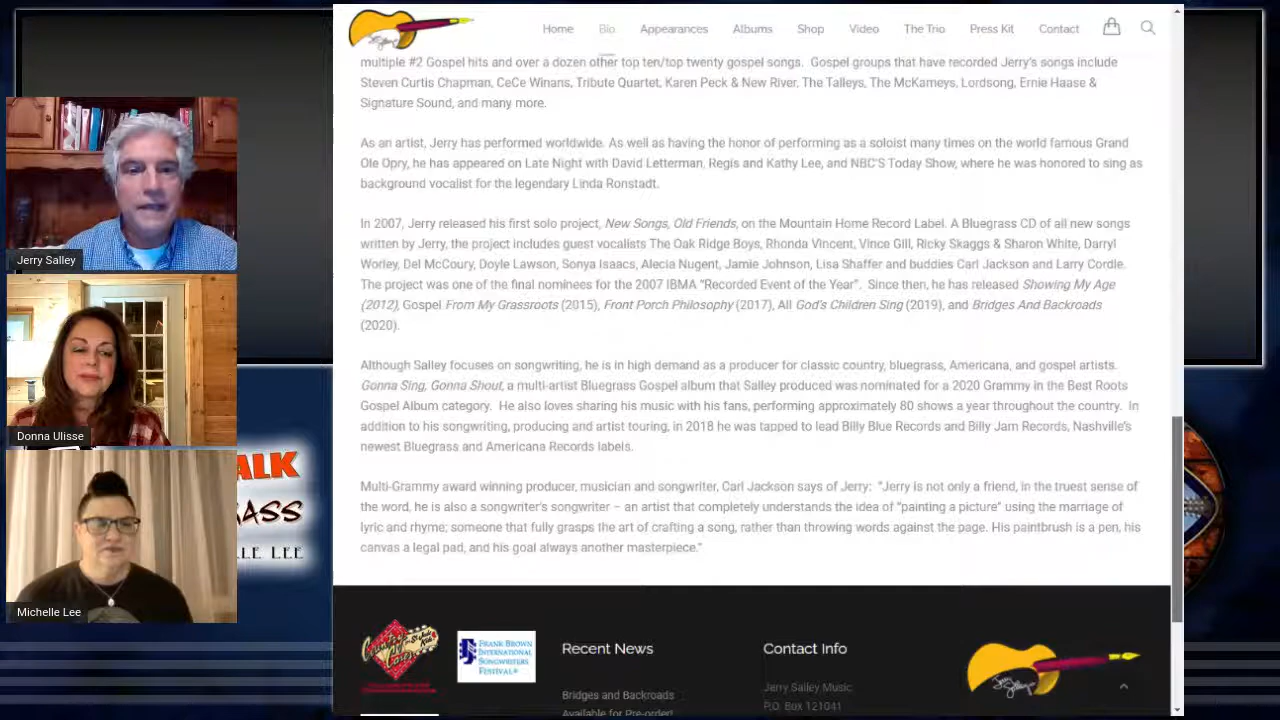 Home Bio Appearances Albums Shop Video The Trio Press Kit Contact
multiple #2 Gospel hits and over a dozen other top ten/top twenty gospel songs.  Gospel groups that have recorded Jerry's songs include
Steven Curtis Chapman, CeCe Winans, Tribute Quartet, Karen Peck & New River, The Talleys, The McKameys, Lordsong, Ernie Haase &
Signature Sound, and many more.
As an artist, Jerry has performed worldwide. As well as having the honor of performing as a soloist many times on the world famous Grand
Ole Opry, he has appeared on Late Night with David Letterman, Regis and Kathy Lee, and NBC'S Today Show, where he was honored to sing as
background vocalist for the legendary Linda Ronstadt.
In 2007, Jerry released his first solo project, New Songs, Old Friends, on the Mountain Home Record Label. A Bluegrass CD of all new songs
written by Jerry, the project includes guest vocalists The Oak Ridge Boys, Rhonda Vincent, Vince Gill, Ricky Skaggs & Sharon White, Darryl
Worley, Del McCoury, Doyle Lawson, Sonya Isaacs, Alecia Nugent, Jamie Johnson, Lisa Shaffer and buddies Carl Jackson and Larry Cordle.
The project was one of the final nominees for the 2007 IBMA “Recorded Event of the Year”.  Since then, he has released Showing My Age
(2012), Gospel From My Grassroots (2015), Front Porch Philosophy (2017), All God's Children Sing (2019), and Bridges And Backroads
(2020).
Although Salley focuses on songwriting, he is in high demand as a producer for classic country, bluegrass, Americana, and gospel artists.
Gonna Sing, Gonna Shout, a multi-artist Bluegrass Gospel album that Salley produced was nominated for a 2020 Grammy in the Best Roots
Gospel Album category.  He also loves sharing his music with his fans, performing approximately 80 shows a year throughout the country.  In
addition to his songwriting, producing and artist touring, in 2018 he was tapped to lead Billy Blue Records and Billy Jam Records, Nashville's
newest Bluegrass and Americana Records labels.
Multi-Grammy award winning producer, musician and songwriter, Carl Jackson says of Jerry:  “Jerry is not only a friend, in the truest sense of
the word, he is also a songwriter's songwriter – an artist that completely understands the idea of “painting a picture” using the marriage of
lyric and rhyme; someone that fully grasps the art of crafting a song, rather than throwing words against the page. His paintbrush is a pen, his
canvas a legal pad, and his goal always another masterpiece.”
Jerry Salley
Donna Ulisse
Michelle Lee
ALK
RASS
LE LEE
FRANK BROWN
INTERNATIONAL
SONGWRITERS
FESTIVAL®
Recent News
Bridges and Backroads
Available for Pre-order!
Contact Info
Jerry Salley Music
P.O. Box 121041
Jerry Salley